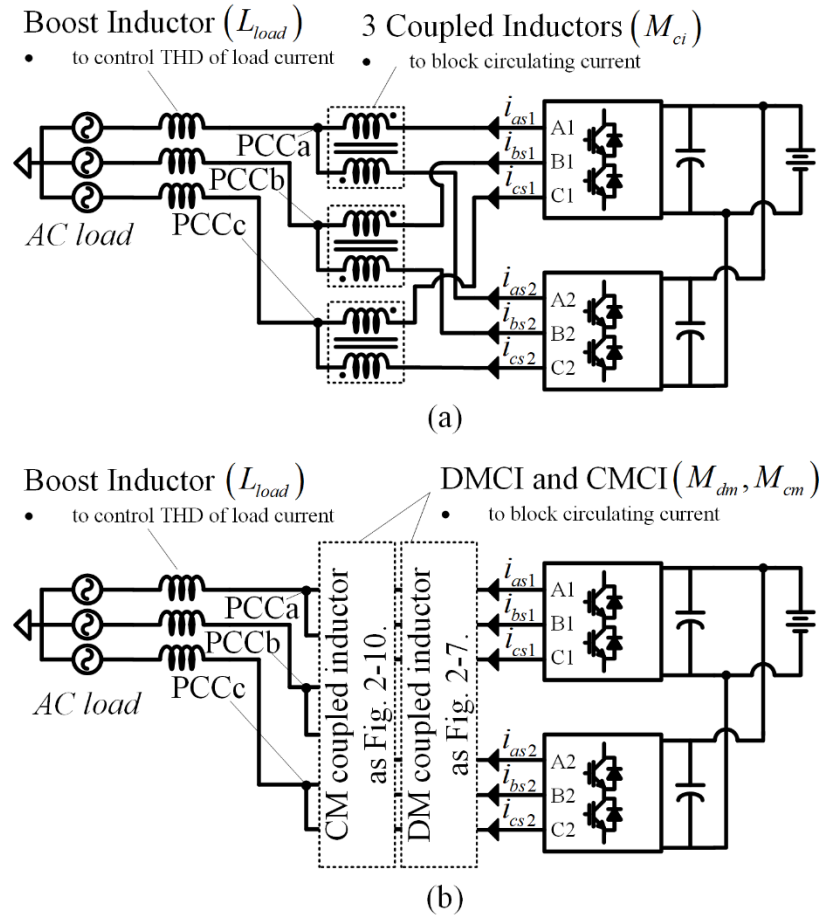 Boost Inductor (L_load)
• to control THD of load current
3 Coupled Inductors (M_ci)
• to block circulating current
PCCa
PCCb
PCCc
AC load
i_as1
i_bs1
i_cs1
A1
B1
C1
i_as2
i_bs2
i_cs2
A2
B2
C2
(a)
Boost Inductor (L_load)
• to control THD of load current
DMCI and CMCI (M_dm, M_cm)
• to block circulating current
PCCa
PCCb
PCCc
AC load
CM coupled inductor
as Fig. 2-10.
DM coupled inductor
as Fig. 2-7.
i_as1
i_bs1
i_cs1
A1
B1
C1
i_as2
i_bs2
i_cs2
A2
B2
C2
(b)